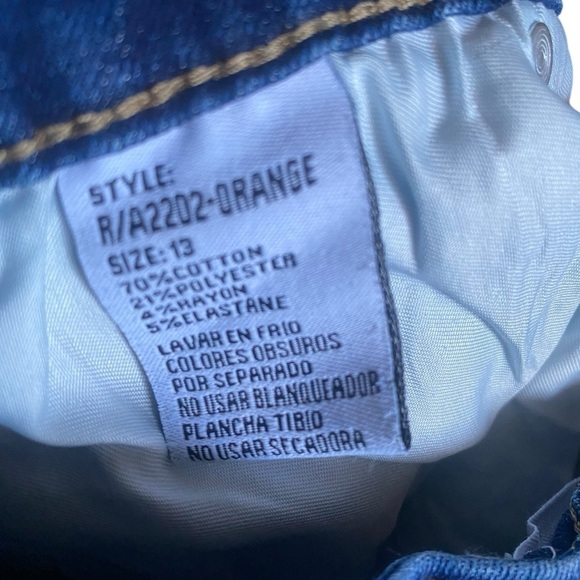 STYLE:
R/A2202-ORANGE
SIZE: 13
70%COTTON
21%POLYESTER
4%RAYON
5%ELASTANE
LAVAR EN FRIO
COLORES OBSUROS
POR SEPARADO
NO USAR BLANQUEADOR
PLANCHA TIBIO
NO USAR SECADORA